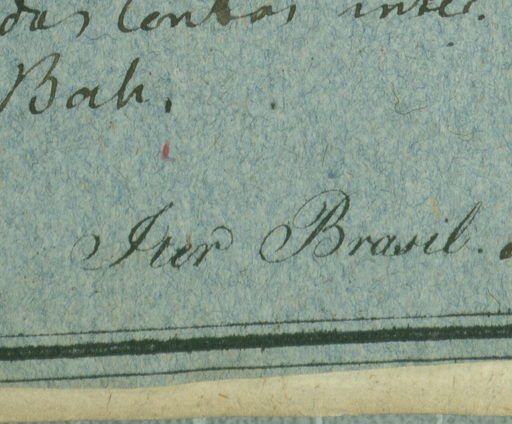 das Contas inter.
Bah.
Iter Brasil.